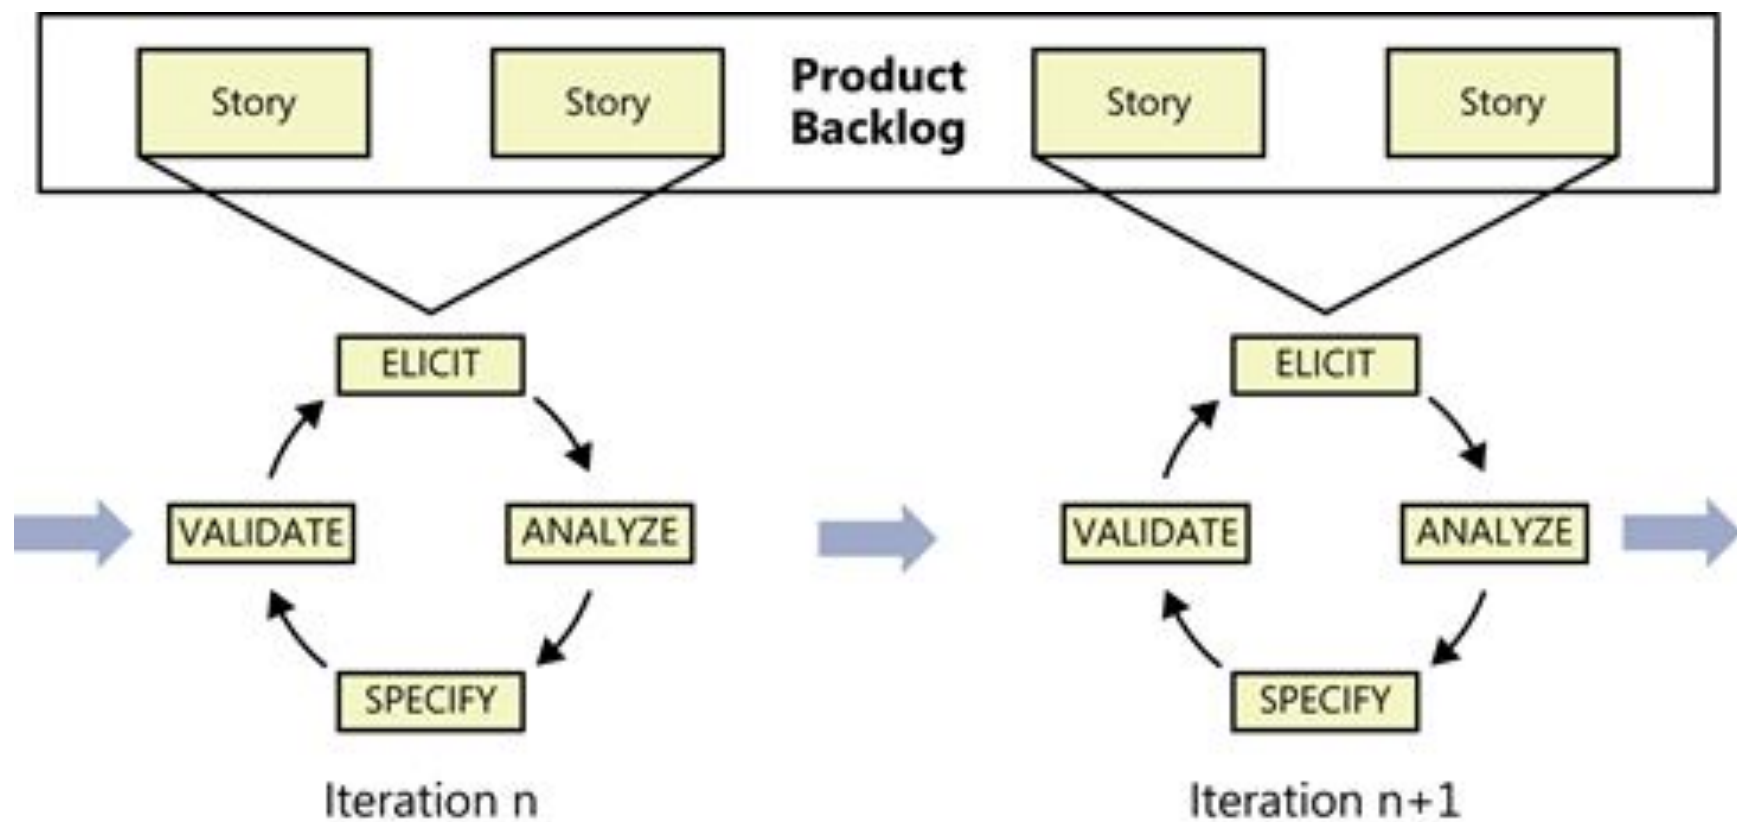 Story
Story
Product
Backlog
Story
Story
ELICIT
VALIDATE
ANALYZE
SPECIFY
Iteration n
ELICIT
VALIDATE
ANALYZE
SPECIFY
Iteration n+1